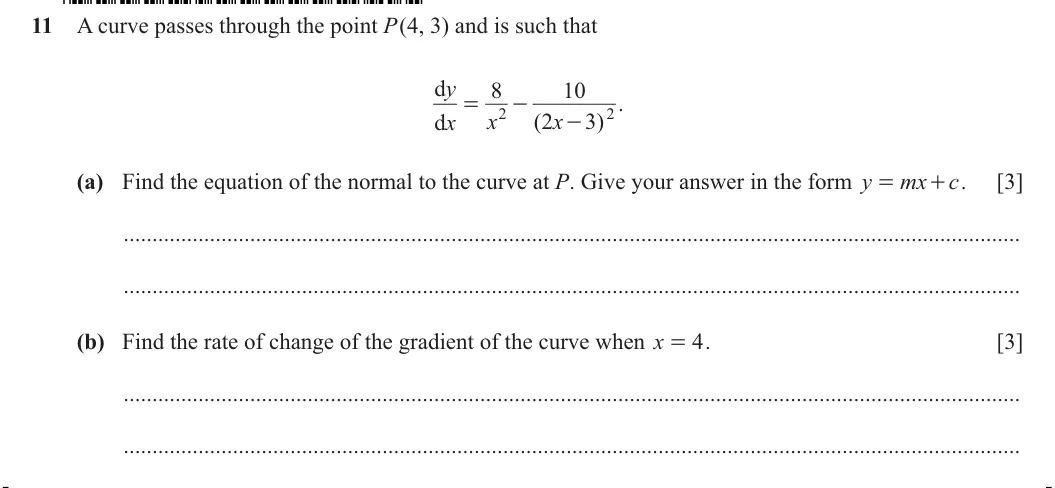 11 A curve passes through the point P(4, 3) and is such that
dy/dx = 8/x² − 10/(2x−3)².
(a) Find the equation of the normal to the curve at P. Give your answer in the form y = mx+c. [3]
(b) Find the rate of change of the gradient of the curve when x = 4. [3]